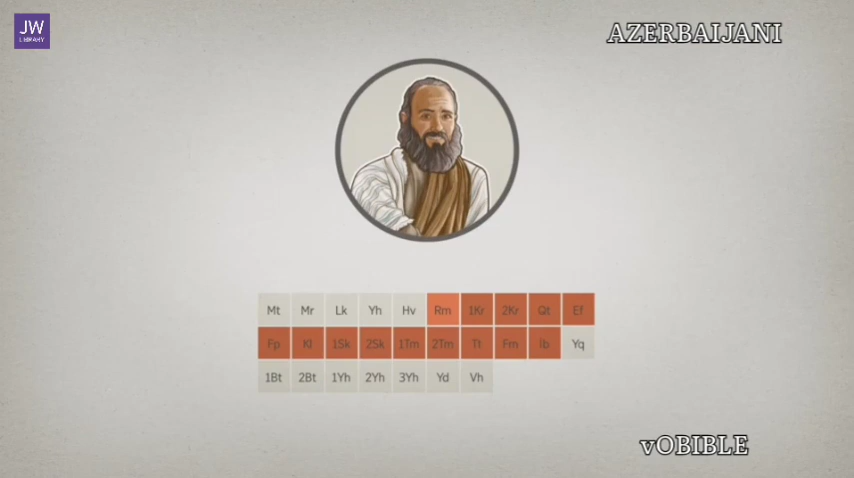 JW
LIBRARY
AZERBAIJANI
Mt Mr Lk Yh Hv Rm 1Kr 2Kr Qt Ef
Fp Kl 1Sk 2Sk 1Tm 2Tm Tt Fm İb Yq
1Bt 2Bt 1Yh 2Yh 3Yh Yd Vh
vOBIBLE